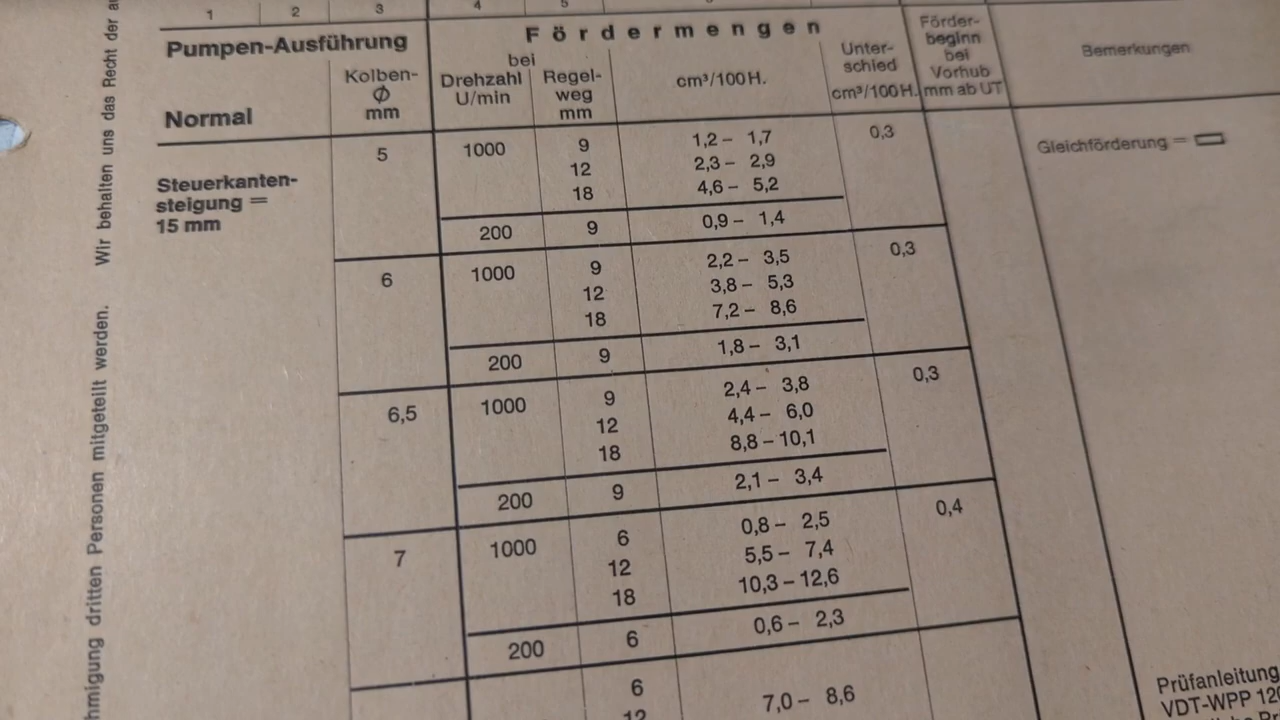 1 2 3 4 5
Pumpen-Ausführung
Fördermengen
Normal
Kolben-
Ø
mm
bei
Drehzahl
U/min
Regel-
weg
mm
cm³/100H.
Unter-
schied
cm³/100H.
Förder-
beginn
bei
Vorhub
mm ab UT
Bemerkungen
Steuerkanten-
steigung =
15 mm
5 1000 9 1,2 – 1,7 0,3
12 2,3 – 2,9
18 4,6 – 5,2
200 9 0,9 – 1,4
6 1000 9 2,2 – 3,5 0,3
12 3,8 – 5,3
18 7,2 – 8,6
200 9 1,8 – 3,1
6,5 1000 9 2,4 – 3,8 0,3
12 4,4 – 6,0
18 8,8 – 10,1
200 9 2,1 – 3,4
7 1000 6 0,8 – 2,5 0,4
12 5,5 – 7,4
18 10,3 – 12,6
200 6 0,6 – 2,3
6
12 7,0 – 8,6
Gleichförderung =
Prüfanleitung
VDT-WPP
Wir behalten uns das Recht der
dritten Personen mitgeteilt werden.